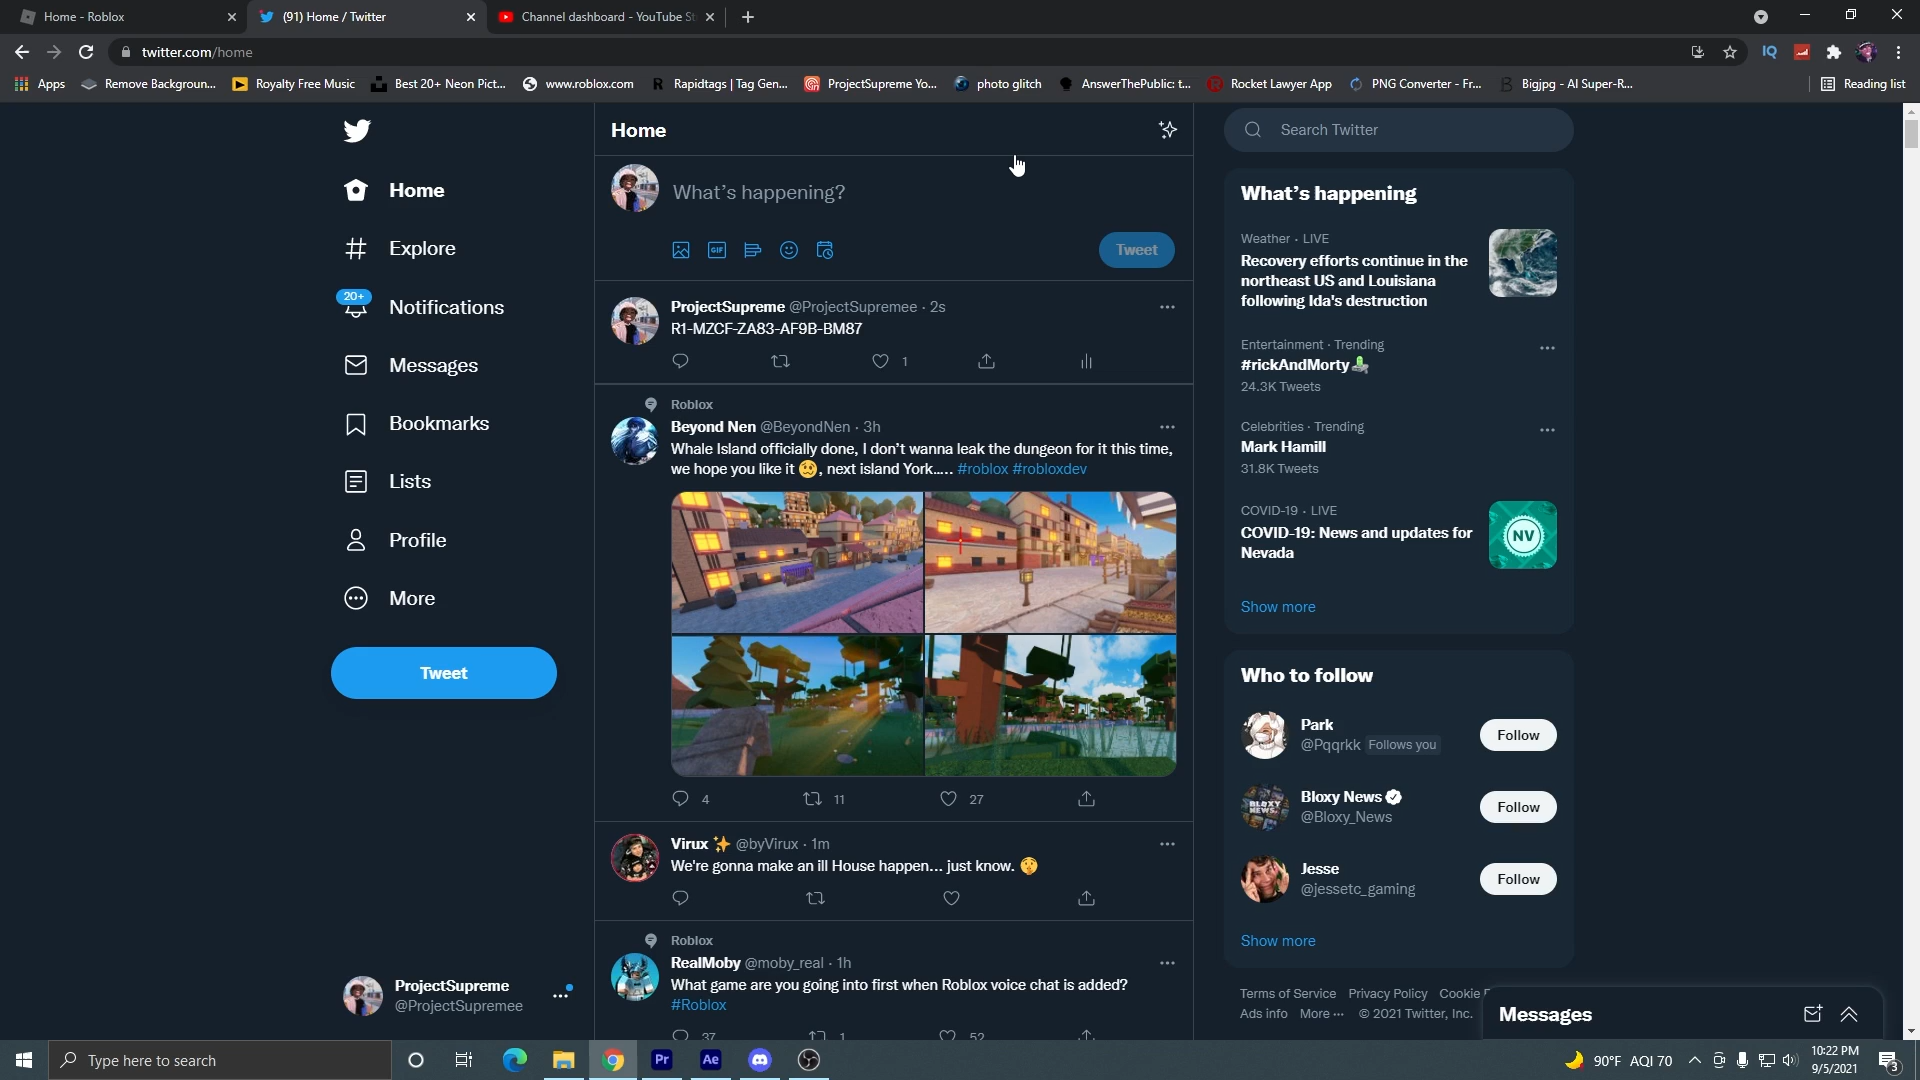 Home - Roblox
(91) Home / Twitter
Channel dashboard - YouTube St
twitter.com/home
IQ
Apps
Remove Backgroun...
Royalty Free Music
Best 20+ Neon Pict...
www.roblox.com
Rapidtags | Tag Gen...
ProjectSupreme Yo...
photo glitch
AnswerThePublic: t...
Rocket Lawyer App
PNG Converter - Fr...
Bigjpg - AI Super-R...
Reading list
Home
Explore
20+
Notifications
Messages
Bookmarks
Lists
Profile
More
Tweet
ProjectSupreme
@ProjectSupremee
Home
What's happening?
GIF
Tweet
ProjectSupreme @ProjectSupremee · 2s
R1-MZCF-ZA83-AF9B-BM87
1
Roblox
Beyond Nen @BeyondNen · 3h
Whale Island officially done, I don't wanna leak the dungeon for it this time,
we hope you like it 🥴, next island York..... #roblox #robloxdev
4 11 27
Virux ✨ @byVirux · 1m
We're gonna make an ill House happen... just know. 🤫
Roblox
RealMoby @moby_real · 1h
What game are you going into first when Roblox voice chat is added?
#Roblox
37 1 52
Search Twitter
What's happening
Weather · LIVE
Recovery efforts continue in the
northeast US and Louisiana
following Ida's destruction
Entertainment · Trending
#rickAndMorty
24.3K Tweets
Celebrities · Trending
Mark Hamill
31.8K Tweets
COVID-19 · LIVE
COVID-19: News and updates for
Nevada
NV
Show more
Who to follow
Park
@Pqqrkk Follows you
Follow
BLOXY NEWS
Bloxy News
@Bloxy_News
Follow
Jesse
@jessetc_gaming
Follow
Show more
Terms of Service Privacy Policy Cookie P
Ads info More ··· © 2021 Twitter, Inc.
Messages
Type here to search
Pr
Ae
90°F AQI 70
10:22 PM
9/5/2021
3